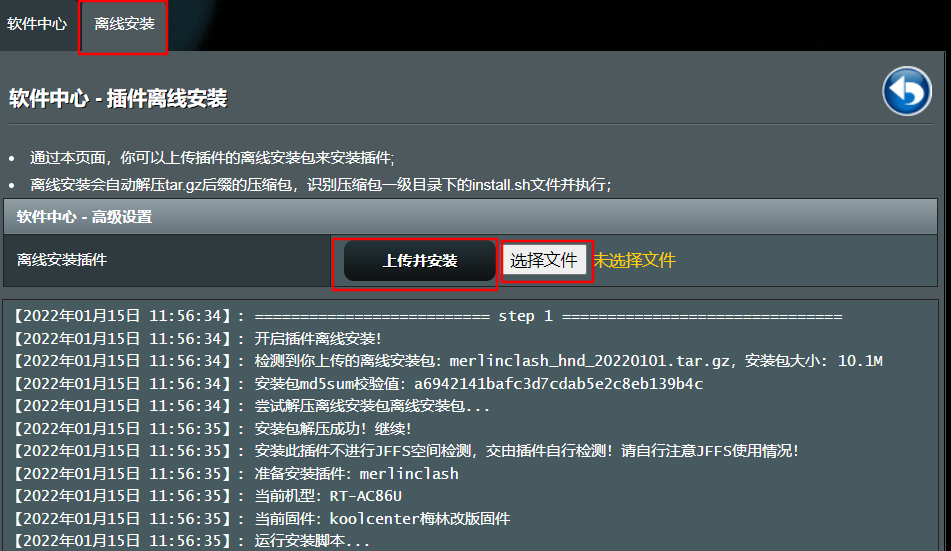 软件中心 离线安装
软件中心 - 插件离线安装
通过本页面，你可以上传插件的离线安装包来安装插件;
离线安装会自动解压tar.gz后缀的压缩包，识别压缩包一级目录下的install.sh文件并执行;
软件中心 - 高级设置
离线安装插件 上传并安装 选择文件 未选择文件
【2022年01月15日 11:56:34】: ========================== step 1 ===============================
【2022年01月15日 11:56:34】: 开启插件离线安装!
【2022年01月15日 11:56:34】: 检测到你上传的离线安装包: merlinclash_hnd_20220101.tar.gz, 安装包大小: 10.1M
【2022年01月15日 11:56:34】: 安装包md5sum校验值: a6942141bafc3d7cdab5e2c8eb139b4c
【2022年01月15日 11:56:34】: 尝试解压离线安装包离线安装包...
【2022年01月15日 11:56:35】: 安装包解压成功! 继续!
【2022年01月15日 11:56:35】: 安装此插件不进行JFFS空间检测，交由插件自行检测! 请自行注意JFFS使用情况!
【2022年01月15日 11:56:35】: 准备安装插件: merlinclash
【2022年01月15日 11:56:35】: 当前机型: RT-AC86U
【2022年01月15日 11:56:35】: 当前固件: koolcenter梅林改版固件
【2022年01月15日 11:56:35】: 运行安装脚本...